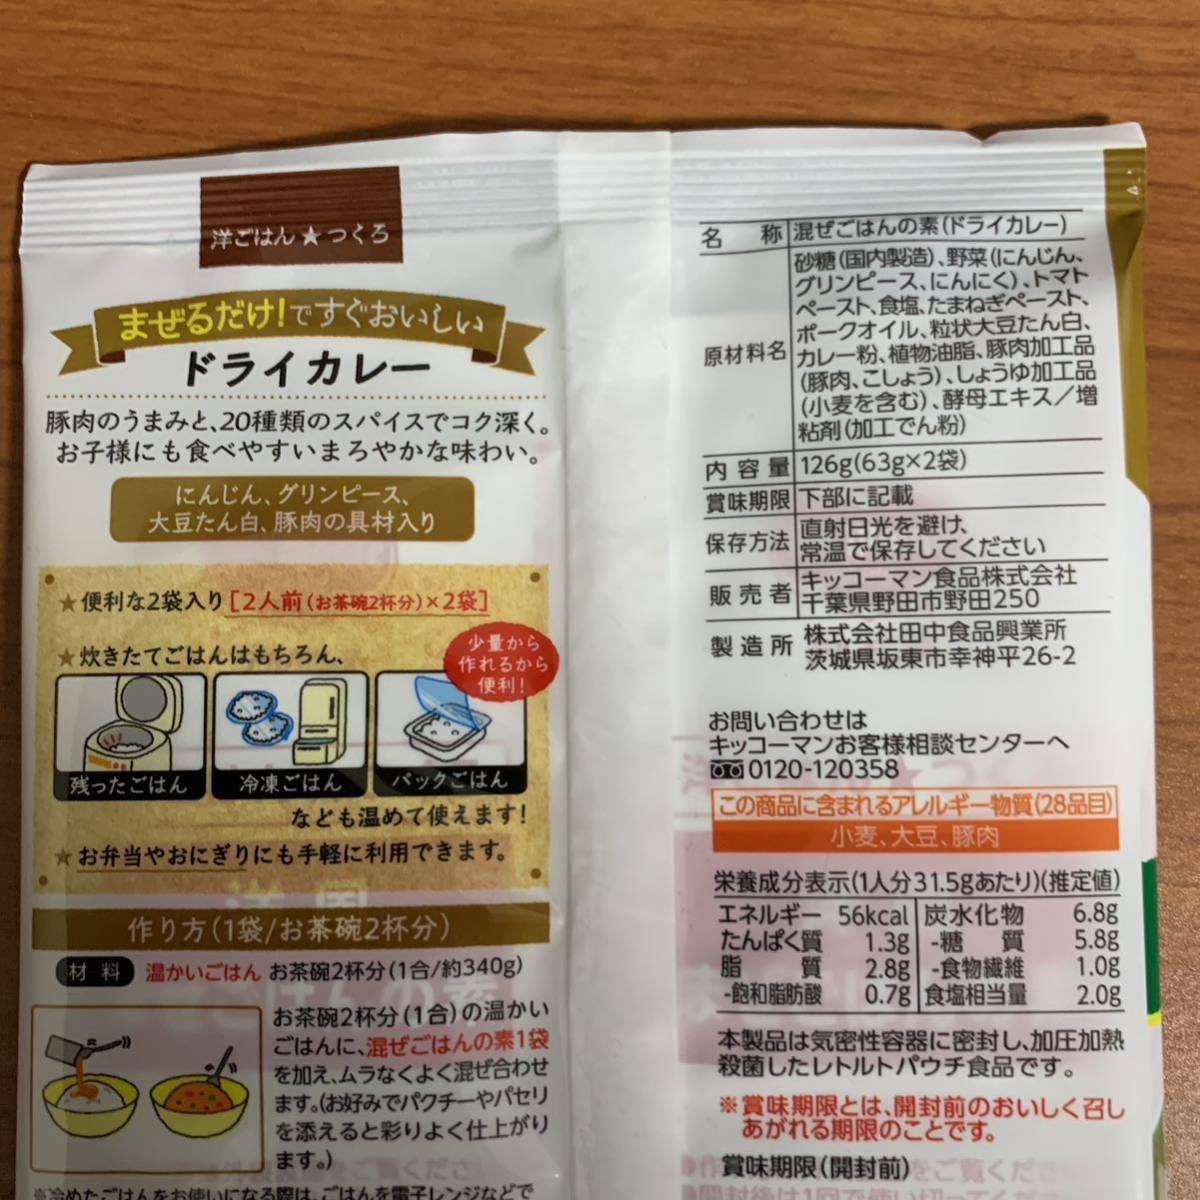 洋ごはん★つくろ
まぜるだけ!ですぐおいしい
ドライカレー
豚肉のうまみと、20種類のスパイスでコク深く。
お子様にも食べやすいまろやかな味わい。
にんじん、グリンピース、
大豆たん白、豚肉の具材入り
★便利な2袋入り[2人前(お茶碗2杯分)×2袋]
★炊きたてごはんはもちろん、
少量から
作れるから
便利!
残ったごはん
冷凍ごはん
パックごはん
なども温めて使えます!
★お弁当やおにぎりにも手軽に利用できます。
作り方(1袋/お茶碗2杯分)
材料 温かいごはん お茶碗2杯分(1合/約340g)
お茶碗2杯分(1合)の温かい
ごはんに、混ぜごはんの素1袋
を加え、ムラなくよく混ぜ合わせ
ます。(お好みでパクチーやパセリ
を添えると彩りよく仕上がり
ます。)
※冷めたごはんをお使いになる際は、ごはんを電子レンジなどで
名称 混ぜごはんの素(ドライカレー)
原材料名 砂糖(国内製造)、野菜(にんじん、
グリンピース、にんにく)、トマト
ペースト、食塩、たまねぎペースト、
ポークオイル、粒状大豆たん白、
カレー粉、植物油脂、豚肉加工品
(豚肉、こしょう)、しょうゆ加工品
(小麦を含む)、酵母エキス/増
粘剤(加工でん粉)
内容量 126g(63g×2袋)
賞味期限 下部に記載
保存方法 直射日光を避け、
常温で保存してください
販売者 キッコーマン食品株式会社
千葉県野田市野田250
製造所 株式会社田中食品興業所
茨城県坂東市幸神平26-2
お問い合わせは
キッコーマンお客様相談センターへ
0120-120358
この商品に含まれるアレルギー物質(28品目)
小麦、大豆、豚肉
栄養成分表示(1人分31.5gあたり)(推定値)
エネルギー 56kcal 炭水化物 6.8g
たんぱく質 1.3g -糖質 5.8g
脂質 2.8g -食物繊維 1.0g
-飽和脂肪酸 0.7g 食塩相当量 2.0g
本製品は気密性容器に密封し、加圧加熱
殺菌したレトルトパウチ食品です。
※賞味期限とは、開封前のおいしく召し
あがれる期限のことです。
賞味期限(開封前)